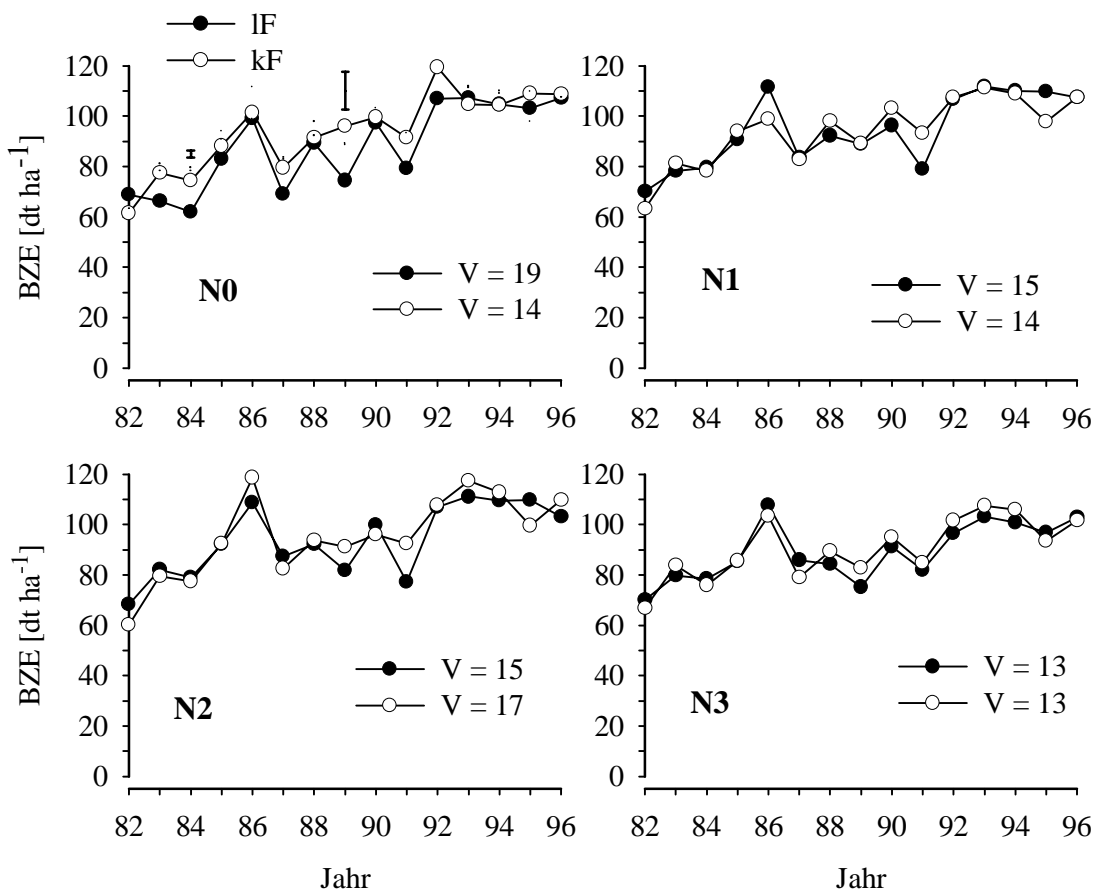 lF
kF
120
100
80
60
40
20
0
BZE [dt ha⁻¹]
N0
V = 19
V = 14
82 84 86 88 90 92 94 96
120
100
80
60
40
20
0
N1
V = 15
V = 14
82 84 86 88 90 92 94 96
120
100
80
60
40
20
0
BZE [dt ha⁻¹]
N2
V = 15
V = 17
82 84 86 88 90 92 94 96
Jahr
120
100
80
60
40
20
0
N3
V = 13
V = 13
82 84 86 88 90 92 94 96
Jahr